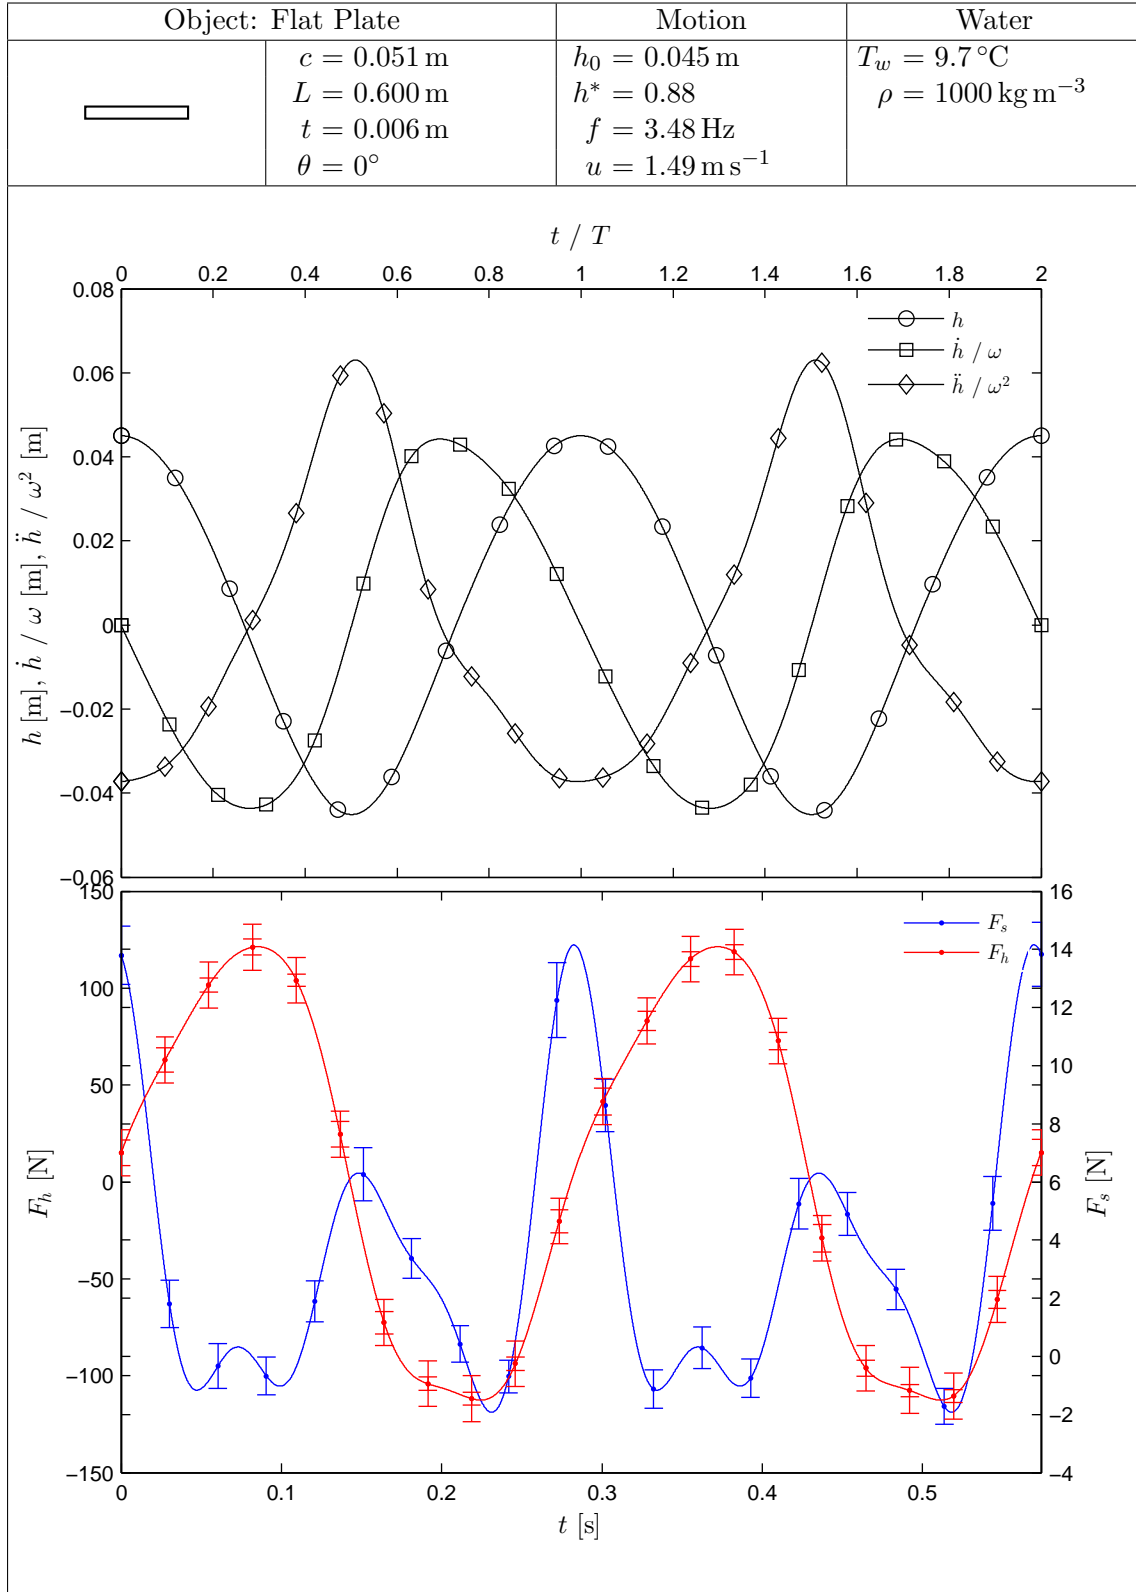 Object: Flat Plate Motion Water
c = 0.051 m h₀ = 0.045 m T_w = 9.7 °C
L = 0.600 m h* = 0.88 ρ = 1000 kg m⁻³
t = 0.006 m f = 3.48 Hz
θ = 0° u = 1.49 m s⁻¹
t / T
0 0.2 0.4 0.6 0.8 1 1.2 1.4 1.6 1.8 2
0.08
0.06
0.04
0.02
0
−0.02
−0.04
−0.06
h [m], ḣ / ω [m], ḧ / ω² [m]
h
ḣ / ω
ḧ / ω²
150
100
50
0
−50
−100
−150
F_h [N]
F_s
F_h
16
14
12
10
8
6
4
2
0
−2
−4
F_s [N]
0 0.1 0.2 0.3 0.4 0.5
t [s]